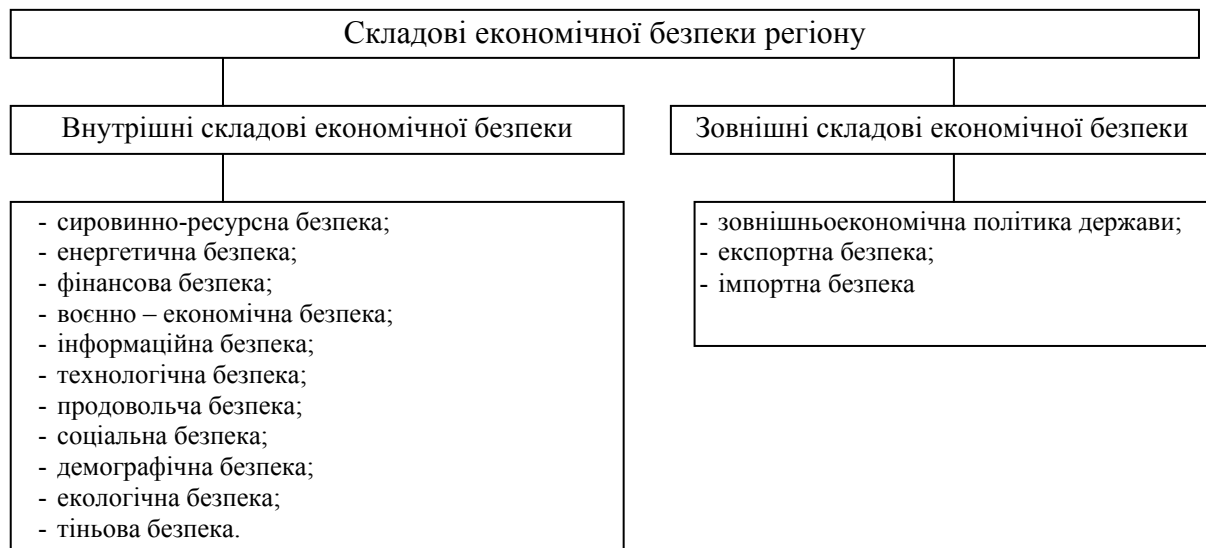 Складові економічної безпеки регіону
Внутрішні складові економічної безпеки
Зовнішні складові економічної безпеки
- сировинно-ресурсна безпека;
- енергетична безпека;
- фінансова безпека;
- воєнно – економічна безпека;
- інформаційна безпека;
- технологічна безпека;
- продовольча безпека;
- соціальна безпека;
- демографічна безпека;
- екологічна безпека;
- тіньова безпека.
- зовнішньоекономічна політика держави;
- експортна безпека;
- імпортна безпека